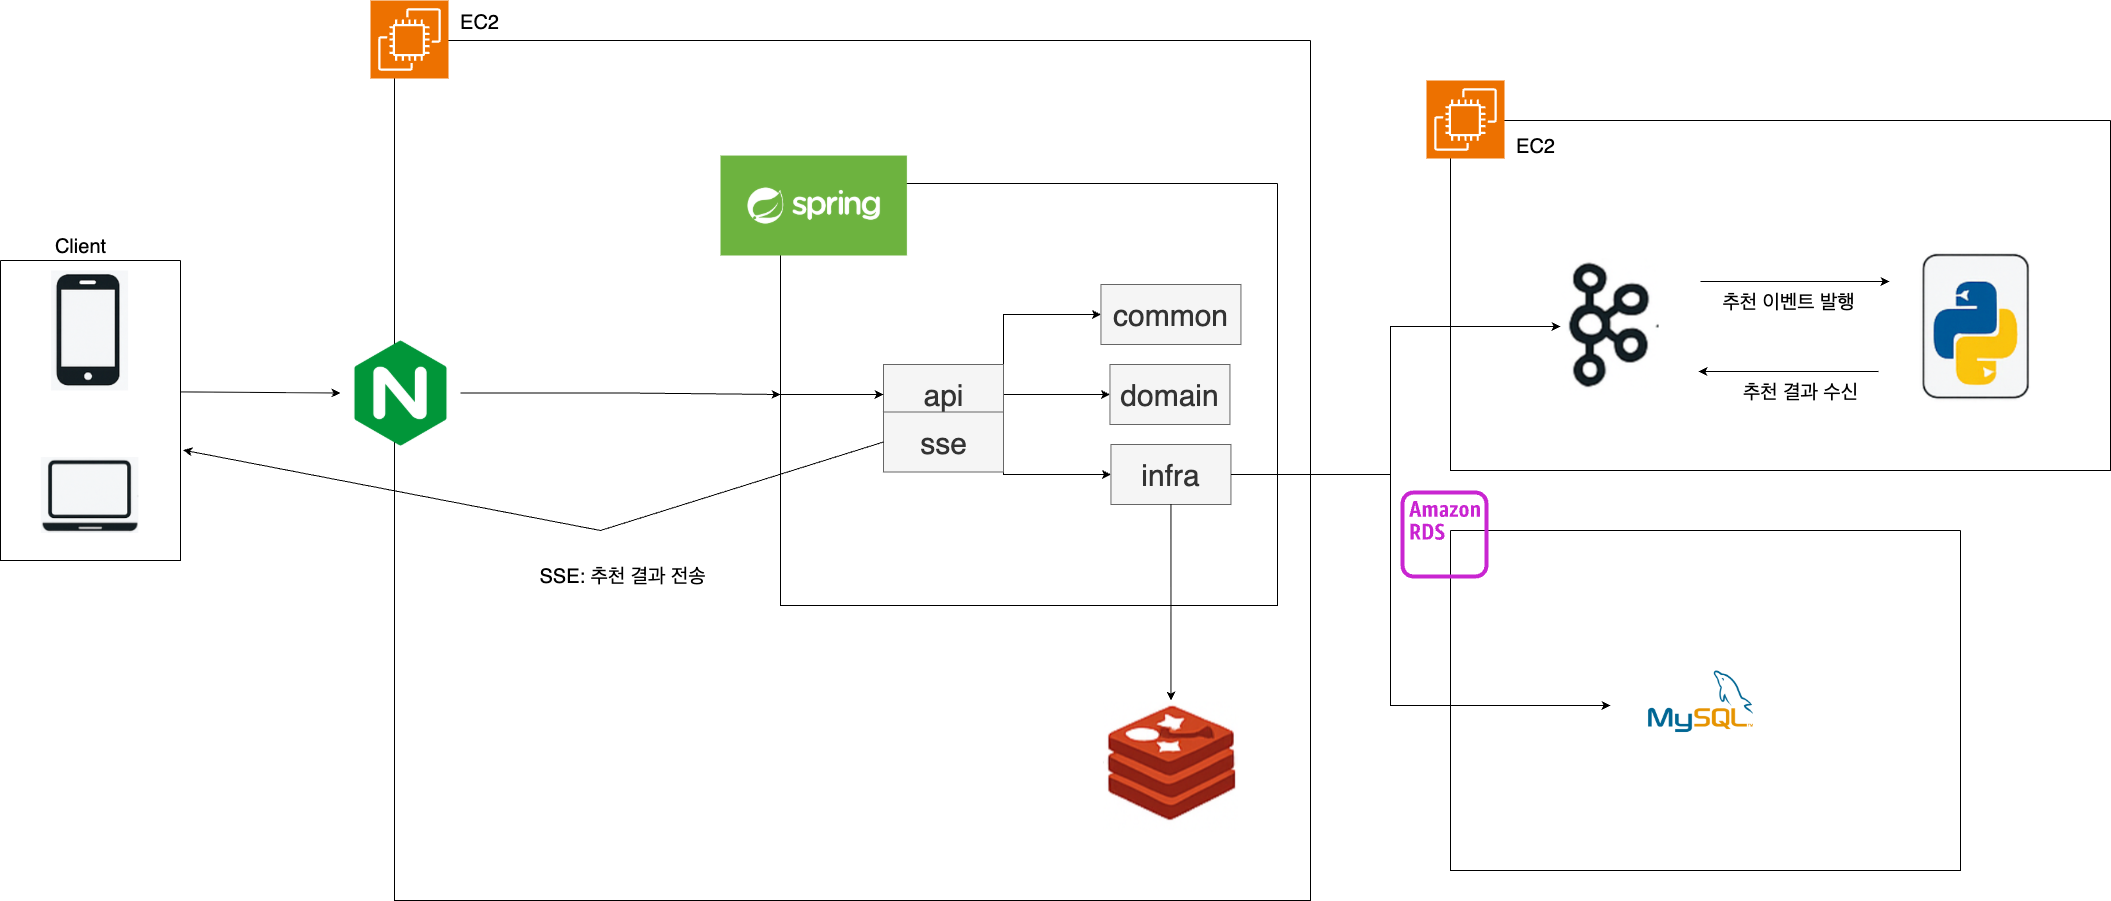 EC2
EC2
spring
Client
common
추천 이벤트 발행
api
domain
추천 결과 수신
sse
infra
Amazon
RDS
SSE: 추천 결과 전송
MySQL